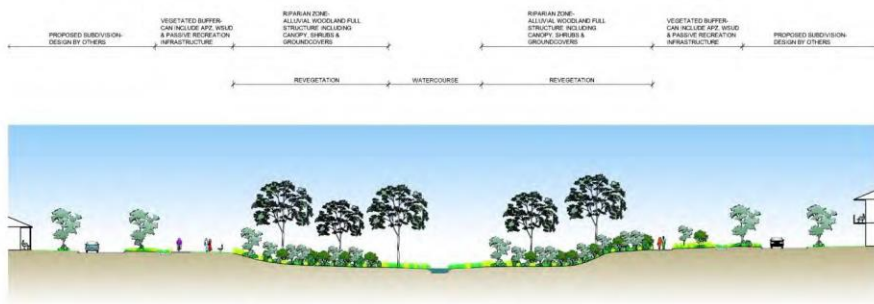 PROPOSED SUBDIVISION-
DESIGN BY OTHERS
VEGETATED BUFFER-
CAN INCLUDE APZ, WSUD
& PASSIVE RECREATION
INFRASTRUCTURE
RIPARIAN ZONE-
ALLUVIAL WOODLAND FULL
STRUCTURE INCLUDING
CANOPY, SHRUBS &
GROUNDCOVERS
RIPARIAN ZONE-
ALLUVIAL WOODLAND FULL
STRUCTURE INCLUDING
CANOPY, SHRUBS &
GROUNDCOVERS
VEGETATED BUFFER-
CAN INCLUDE APZ, WSUD
& PASSIVE RECREATION
INFRASTRUCTURE
PROPOSED SUBDIVISION-
DESIGN BY OTHERS
REVEGETATION
WATERCOURSE
REVEGETATION